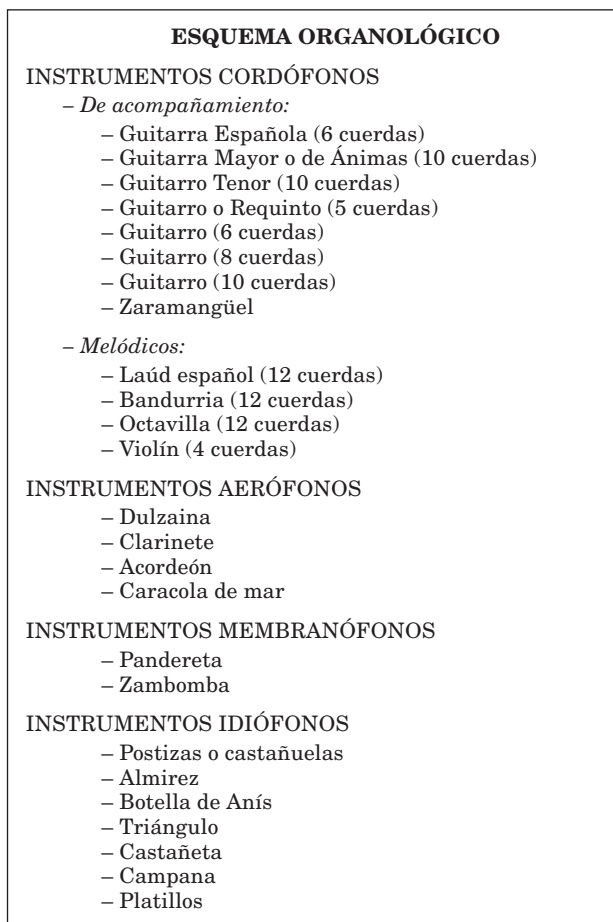 ESQUEMA ORGANOLÓGICO
INSTRUMENTOS CORDÓFONOS
– De acompañamiento:
– Guitarra Española (6 cuerdas)
– Guitarra Mayor o de Ánimas (10 cuerdas)
– Guitarro Tenor (10 cuerdas)
– Guitarro o Requinto (5 cuerdas)
– Guitarro (6 cuerdas)
– Guitarro (8 cuerdas)
– Guitarro (10 cuerdas)
– Zaramangüel
– Melódicos:
– Laúd español (12 cuerdas)
– Bandurria (12 cuerdas)
– Octavilla (12 cuerdas)
– Violín (4 cuerdas)
INSTRUMENTOS AERÓFONOS
– Dulzaina
– Clarinete
– Acordeón
– Caracola de mar
INSTRUMENTOS MEMBRANÓFONOS
– Pandereta
– Zambomba
INSTRUMENTOS IDIÓFONOS
– Postizas o castañuelas
– Almirez
– Botella de Anís
– Triángulo
– Castañeta
– Campana
– Platillos